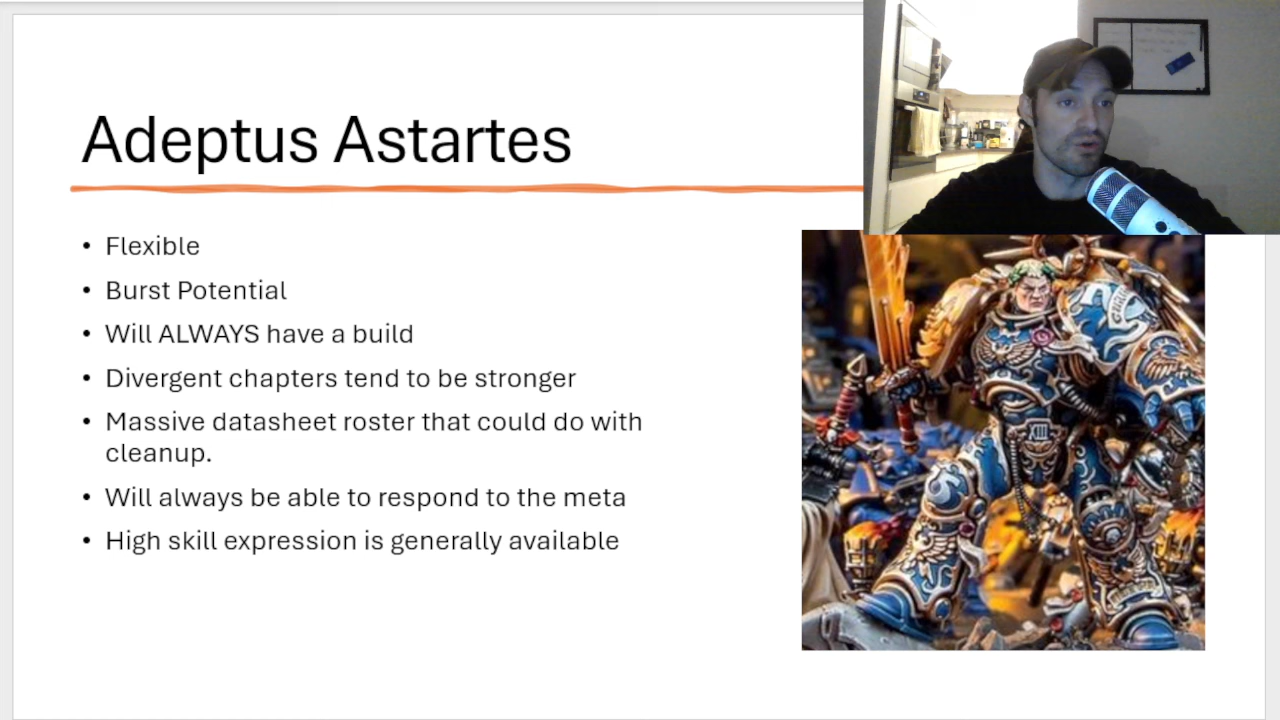 Adeptus Astartes
• Flexible
• Burst Potential
• Will ALWAYS have a build
• Divergent chapters tend to be stronger
• Massive datasheet roster that could do with
cleanup.
• Will always be able to respond to the meta
• High skill expression is generally available
XIII